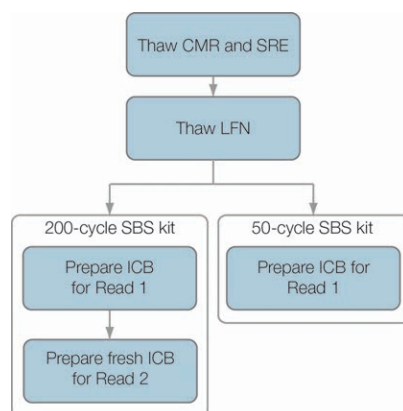 Thaw CMR and SRE
Thaw LFN
200-cycle SBS kit
Prepare ICB
for Read 1
Prepare fresh ICB
for Read 2
50-cycle SBS kit
Prepare ICB for
Read 1